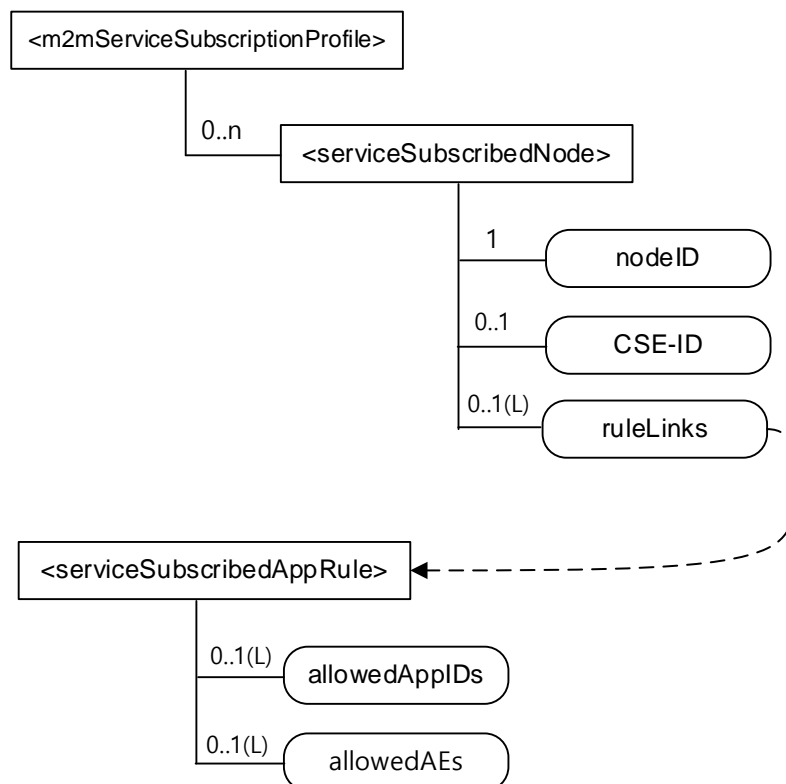 <m2mServiceSubscriptionProfile>
0..n
<serviceSubscribedNode>
1
nodeID
0..1
CSE-ID
0..1(L)
ruleLinks
<serviceSubscribedAppRule>
0..1(L)
allowedAppIDs
0..1(L)
allowedAEs